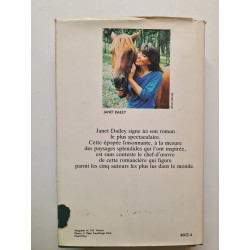 JANET DAILEY
Janet Dailey signe ici son roman
le plus spectaculaire.
Cette épopée foisonnante, à la mesure
des paysages splendides qui l'ont inspirée,
est sans conteste le chef-d'œuvre
de cette romancière qui figure
parmi les cinq auteurs les plus lus dans le monde.